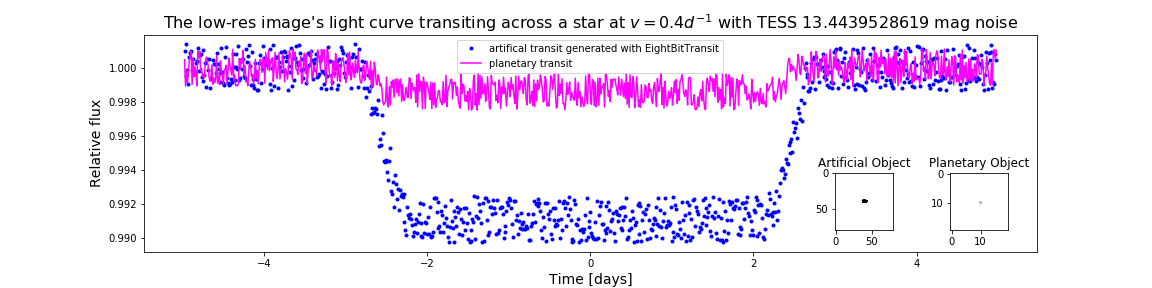 The low-res image's light curve transiting across a star at v = 0.4d⁻¹ with TESS 13.4439528619 mag noise
artifical transit generated with EightBitTransit
planetary transit
Relative flux
1.000
0.998
0.996
0.994
0.992
0.990
Artificial Object
0
50
0 50
Planetary Object
0
10
0 10
−4 −2 0 2 4
Time [days]